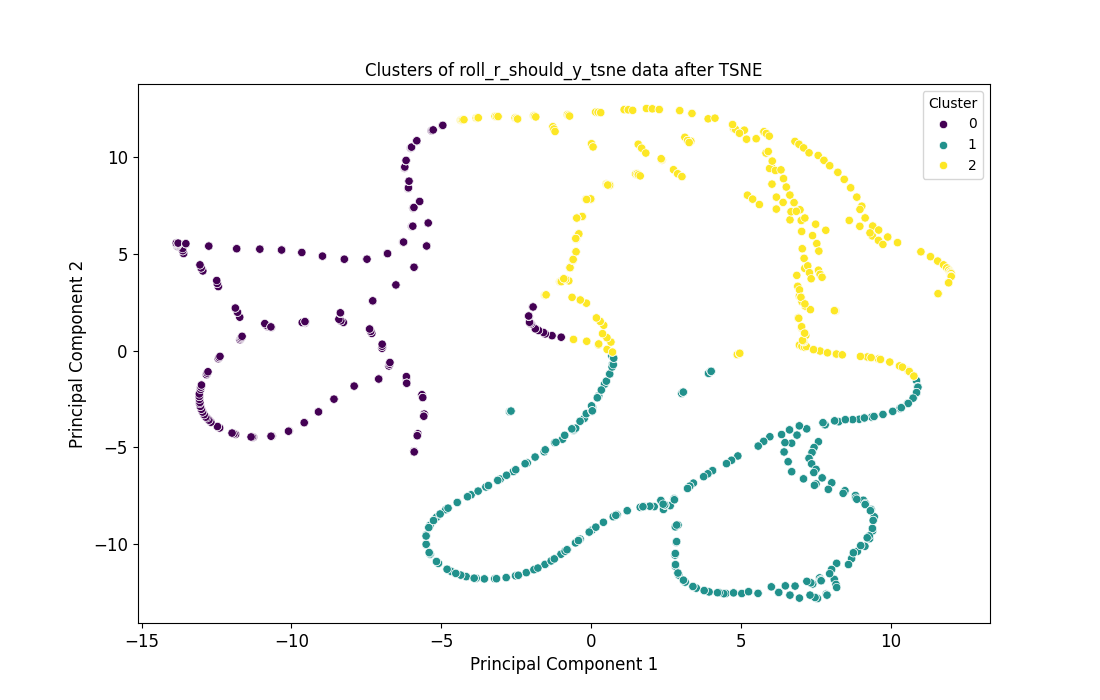 Clusters of roll_r_should_y_tsne data after TSNE
Cluster
0
1
2
Principal Component 2
10
5
0
−5
−10
−15 −10 −5 0 5 10
Principal Component 1